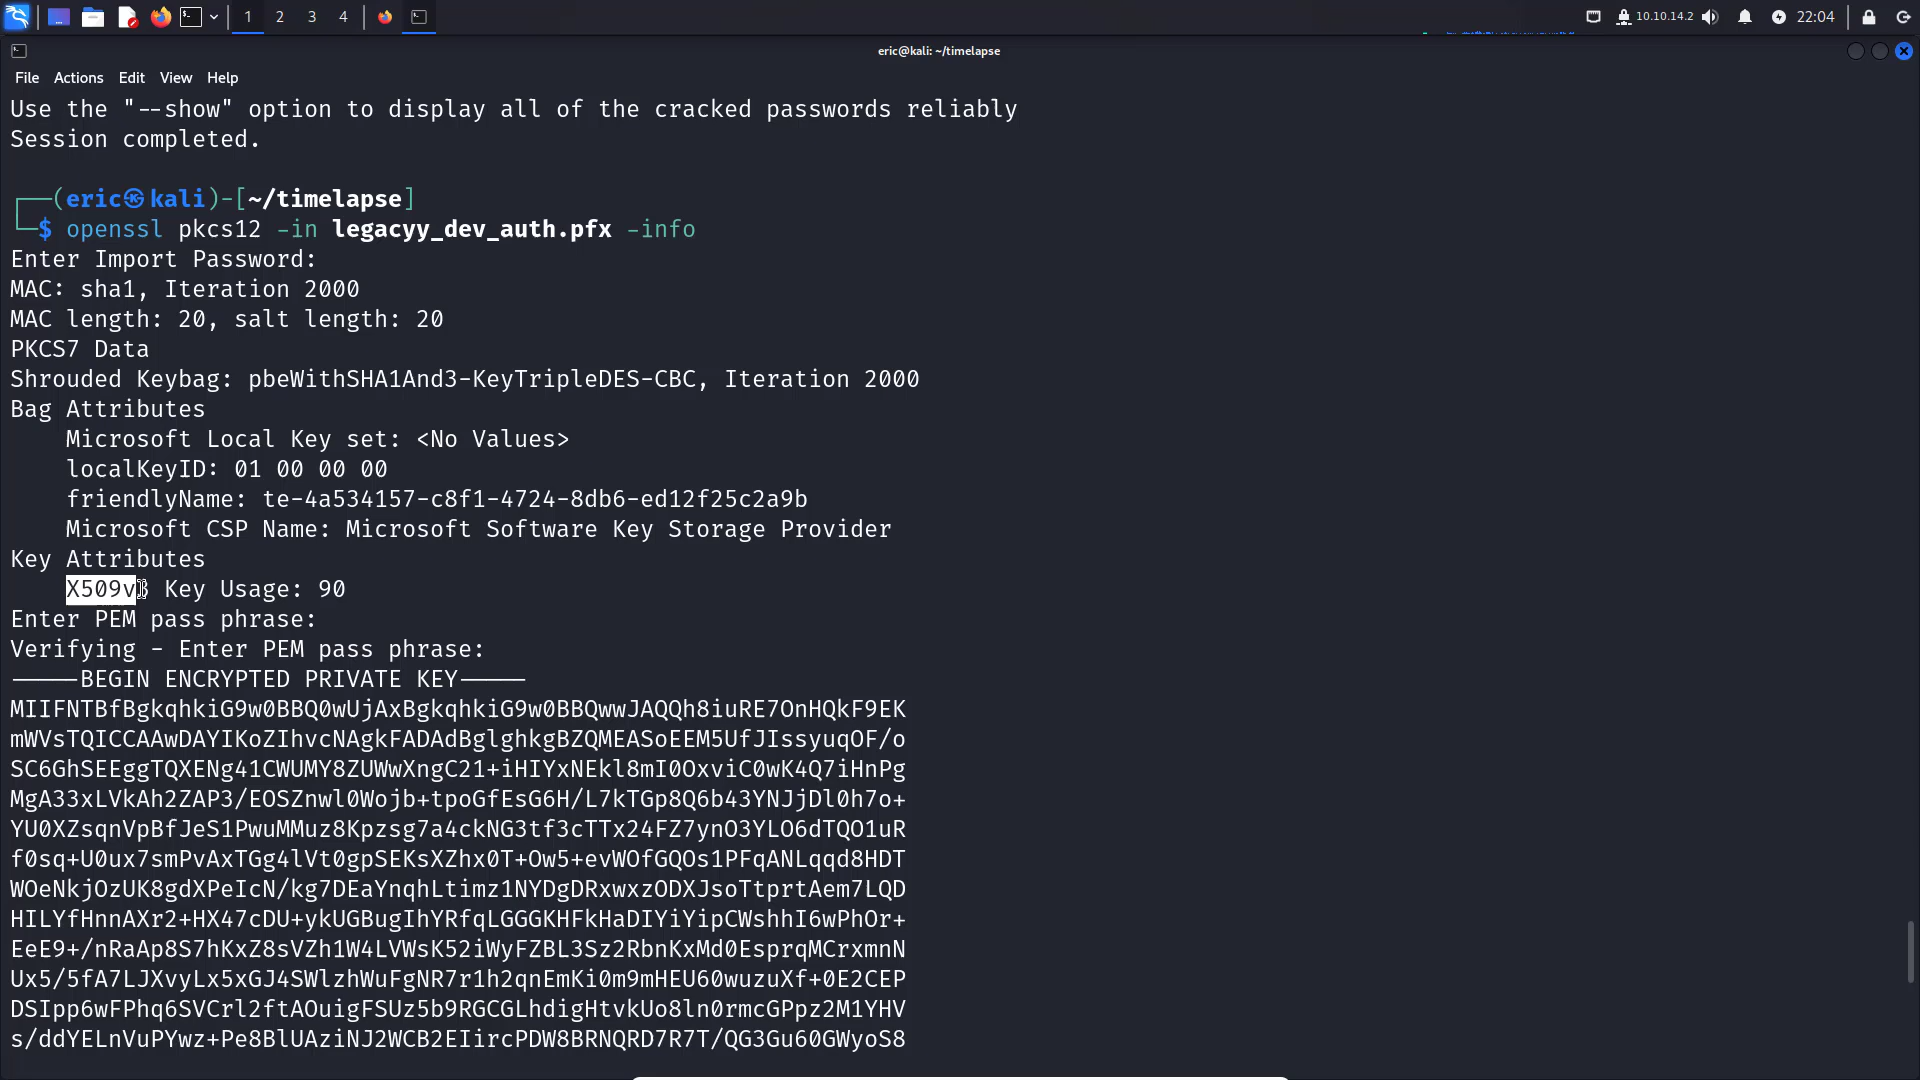 1 2 3 4 10.10.14.2 22:04
eric@kali: ~/timelapse
File Actions Edit View Help
Use the "--show" option to display all of the cracked passwords reliably
Session completed.
┌──(eric㉿kali)-[~/timelapse]
└─$ openssl pkcs12 -in legacyy_dev_auth.pfx -info
Enter Import Password:
MAC: sha1, Iteration 2000
MAC length: 20, salt length: 20
PKCS7 Data
Shrouded Keybag: pbeWithSHA1And3-KeyTripleDES-CBC, Iteration 2000
Bag Attributes
Microsoft Local Key set: <No Values>
localKeyID: 01 00 00 00
friendlyName: te-4a534157-c8f1-4724-8db6-ed12f25c2a9b
Microsoft CSP Name: Microsoft Software Key Storage Provider
Key Attributes
X509v3 Key Usage: 90
Enter PEM pass phrase:
Verifying - Enter PEM pass phrase:
-----BEGIN ENCRYPTED PRIVATE KEY-----
MIIFNTBfBgkqhkiG9w0BBQ0wUjAxBgkqhkiG9w0BBQwwJAQQh8iuRE7OnHQkF9EK
mWVsTQICCAAwDAYIKoZIhvcNAgkFADAdBglghkgBZQMEASoEEM5UfJIssyuqOF/o
SC6GhSEEggTQXENg41CWUMY8ZUWwXngC21+iHIYxNEkl8mI0OxviC0wK4Q7iHnPg
MgA33xLVkAh2ZAP3/EOSZnwl0Wojb+tpoGfEsG6H/L7kTGp8Q6b43YNJjDl0h7o+
YU0XZsqnVpBfJeS1PwuMMuz8Kpzsg7a4ckNG3tf3cTTx24FZ7ynO3YLO6dTQO1uR
f0sq+U0ux7smPvAxTGg4lVt0gpSEKsXZhx0T+Ow5+evWOfGQOs1PFqANLqqd8HDT
WOeNkjOzUK8gdXPeIcN/kg7DEaYnqhLtimz1NYDgDRxwxzODXJsoTtprtAem7LQD
HILYfHnnAXr2+HX47cDU+ykUGBugIhYRfqLGGGKHFkHaDIYiYipCWshhI6wPhOr+
EeE9+/nRaAp8S7hKxZ8sVZh1W4LVWsK52iWyFZBL3Sz2RbnKxMd0EsprqMCrxmnN
Ux5/5fA7LJXvyLx5xGJ4SWlzhWuFgNR7r1h2qnEmKi0m9mHEU60wuzuXf+0E2CEP
DSIpp6wFPhq6SVCrl2ftAOuigFSUz5b9RGCGLhdigHtvkUo8ln0rmcGPpz2M1YHV
s/ddYELnVuPYwz+Pe8BlUAziNJ2WCB2EIircPDW8BRNQRD7R7T/QG3Gu60GWyoS8